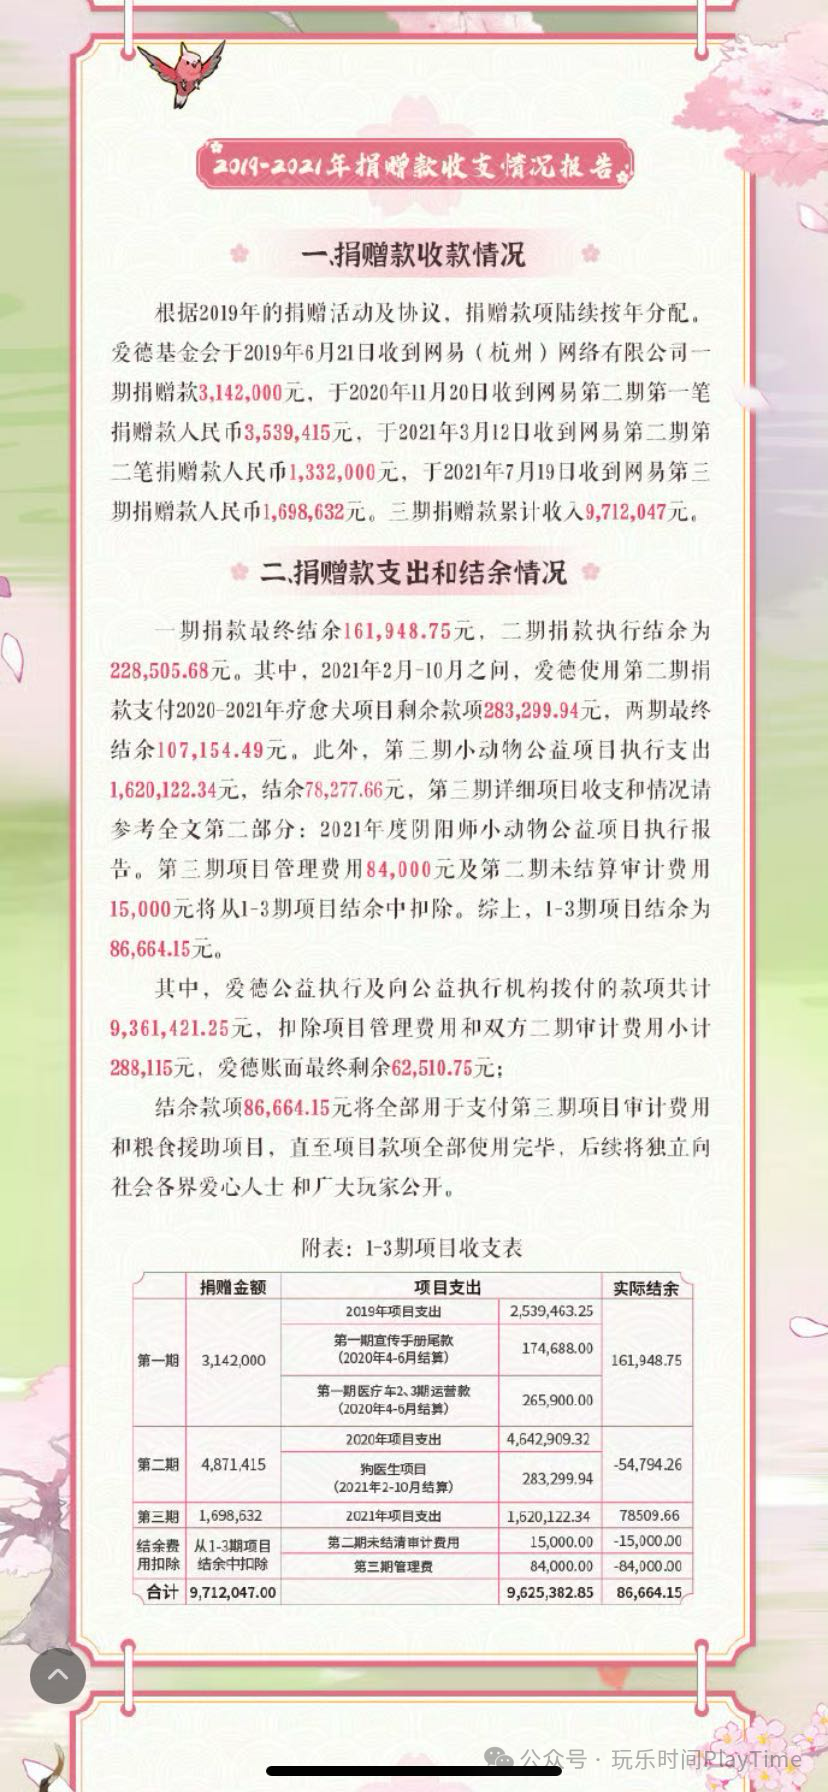 2019-2021年捐赠款收支情况报告
一、捐赠款收款情况
根据2019年的捐赠活动及协议，捐赠款项陆续按年分配。
爱德基金会于2019年6月21日收到网易（杭州）网络有限公司一
期捐赠款3,142,000元，于2020年11月20日收到网易第二期第一笔
捐赠款人民币3,539,415元，于2021年3月12日收到网易第二期第
二笔捐赠款人民币1,332,000元，于2021年7月19日收到网易第三
期捐赠款人民币1,698,632元。三期捐赠款累计收入9,712,047元。
二、捐赠款支出和结余情况
一期捐款最终结余161,948.75元，二期捐款执行结余为
228,505.68元。其中，2021年2月-10月之间，爱德使用第二期捐
款支付2020-2021年疗愈犬项目剩余款项283,299.94元，两期最终
结余107,154.49元。此外，第三期小动物公益项目执行支出
1,620,122.34元，结余78,277.66元，第三期详细项目收支和情况请
参考全文第二部分：2021年度阴阳师小动物公益项目执行报
告。第三期项目管理费用84,000元及第二期未结算审计费用
15,000元将从1-3期项目结余中扣除。综上，1-3期项目结余为
86,664.15元。
其中，爱德公益执行及向公益执行机构拨付的款项共计
9,361,421.25元，扣除项目管理费用和双方二期审计费用小计
288,115元，爱德账面最终剩余62,510.75元；
结余款项86,664.15元将全部用于支付第三期项目审计费用
和粮食援助项目，直至项目款项全部使用完毕，后续将独立向
社会各界爱心人士 和广大玩家公开。
附表：1-3期项目收支表
捐赠金额 项目支出 实际结余
第一期 3,142,000 2019年项目支出 2,539,463.25 161,948.75
第一期宣传手册尾款
（2020年4-6月结算） 174,688.00
第一期医疗车2、3期运营款
（2020年4-6月结算） 265,900.00
第二期 4,871,415 2020年项目支出 4,642,909.32 -54,794.26
狗医生项目
（2021年2-10月结算） 283,299.94
第三期 1,698,632 2021年项目支出 1,620,122.34 78509.66
结余费
用扣除 从1-3期项目
结余中扣除 第二期未结清审计费用 15,000.00 -15,000.00
第三期管理费 84,000.00 -84,000.00
合计 9,712,047.00 9,625,382.85 86,664.15
公众号 · 玩乐时间PlayTime